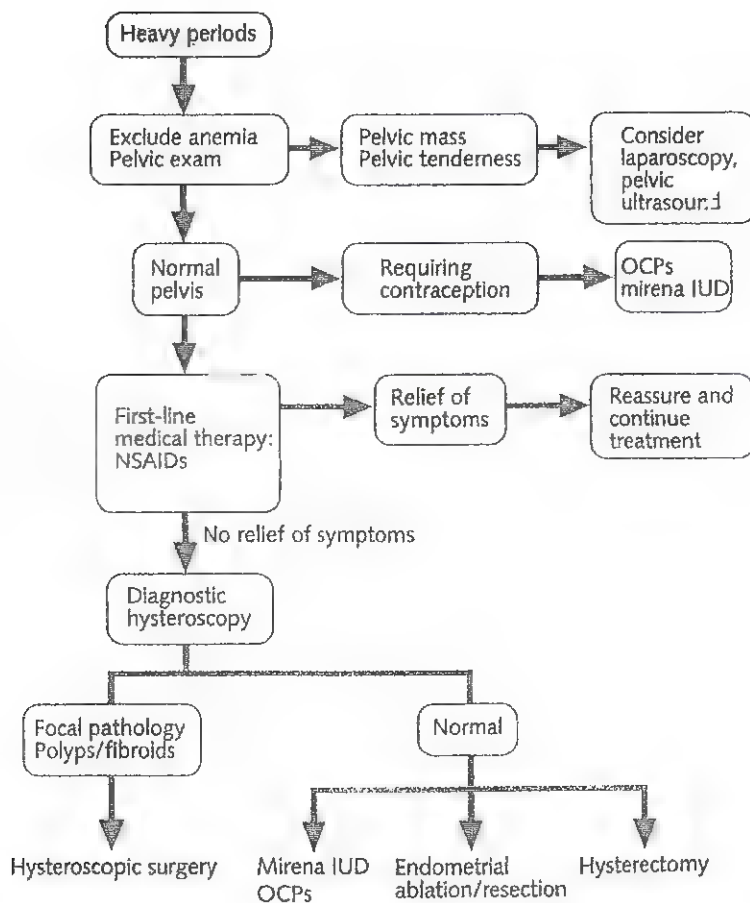 Heavy periods
Exclude anemia
Pelvic exam
Pelvic mass
Pelvic tenderness
Consider
laparoscopy,
pelvic
ultrasound
Normal
pelvis
Requiring
contraception
OCPs
mirena IUD
First-line
medical therapy:
NSAIDs
Relief of
symptoms
Reassure and
continue
treatment
No relief of symptoms
Diagnostic
hysteroscopy
Focal pathology
Polyps/fibroids
Normal
Hysteroscopic surgery
Mirena IUD
OCPs
Endometrial
ablation/resection
Hysterectomy